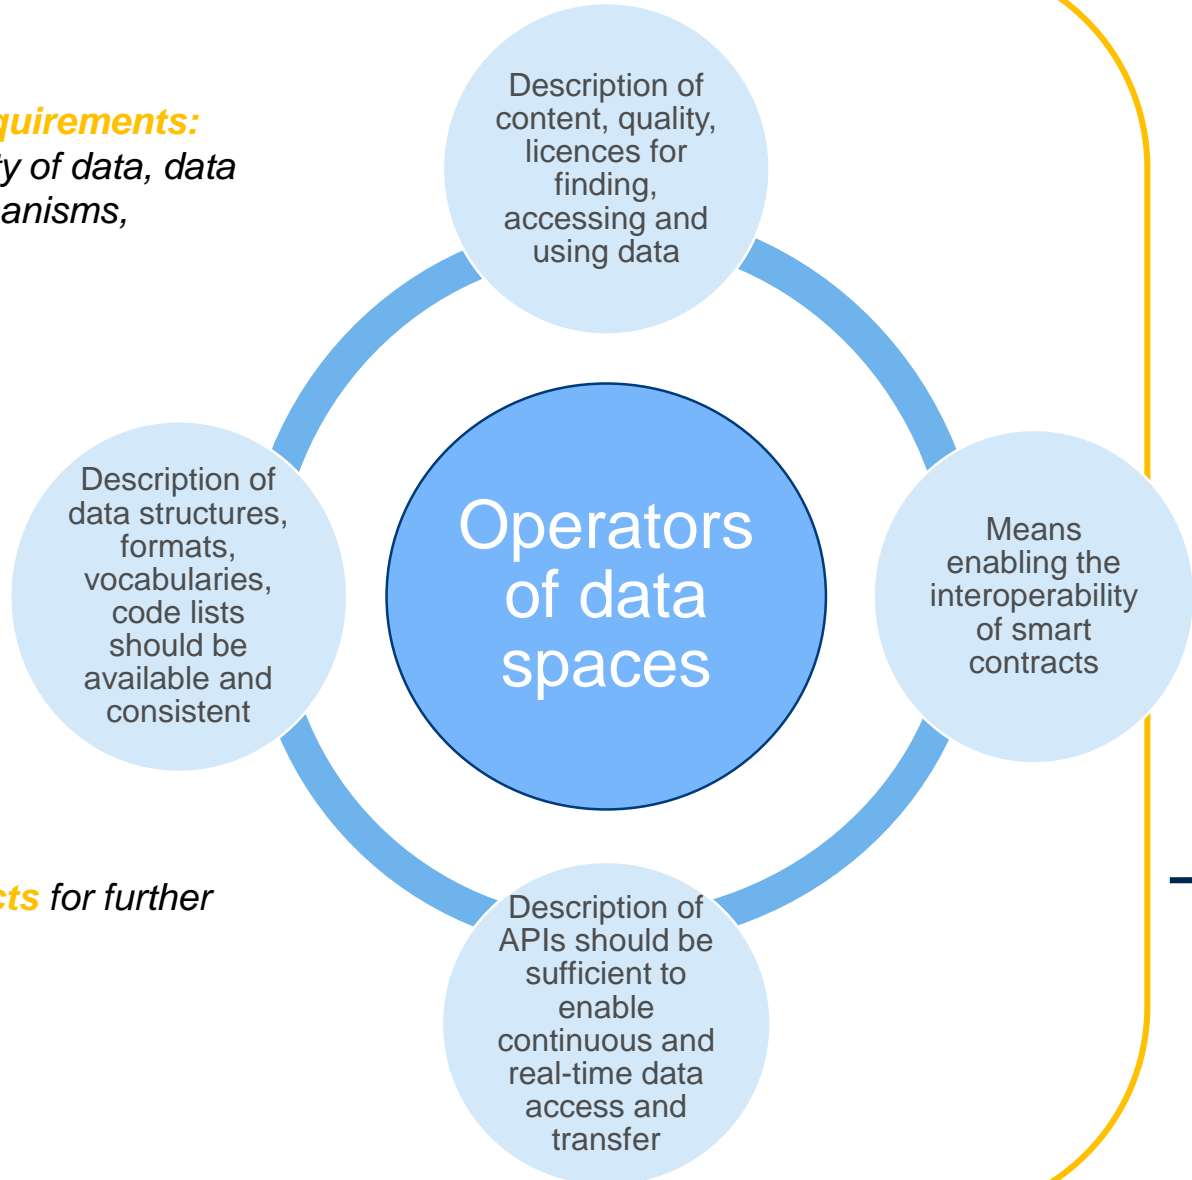 Description of
content, quality,
licences for
finding,
accessing and
using data
quirements:
ty of data, data
anisms,
Description of
data structures,
formats,
vocabularies,
code lists
should be
available and
consistent
Operators
of data
spaces
Means
enabling the
interoperability
of smart
contracts
cts for further
Description of
APIs should be
sufficient to
enable
continuous and
real-time data
access and
transfer